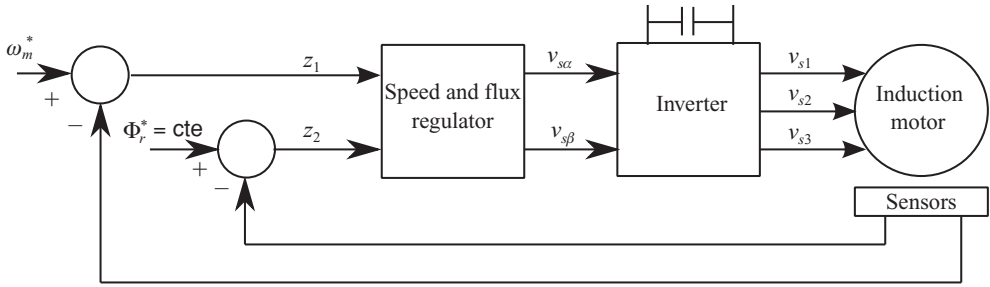 ω_m^*
+
−
z_1
Φ_r^* = cte
+
−
z_2
Speed and flux
regulator
v_sα
v_sβ
Inverter
v_s1
v_s2
v_s3
Induction
motor
Sensors